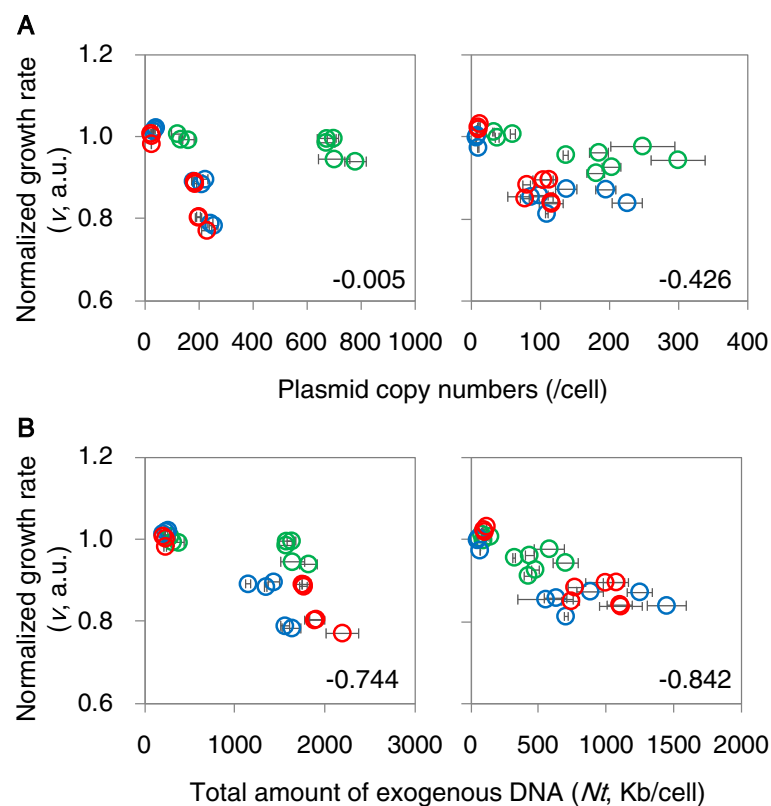 A
Normalized growth rate
(v, a.u.)
1.2
1.0
0.8
0.6
-0.005
-0.426
0 200 400 600 800 1000
0 100 200 300 400
Plasmid copy numbers (/cell)
B
Normalized growth rate
(v, a.u.)
1.2
1.0
0.8
0.6
-0.744
-0.842
0 1000 2000 3000
0 500 1000 1500 2000
Total amount of exogenous DNA (Nt, Kb/cell)